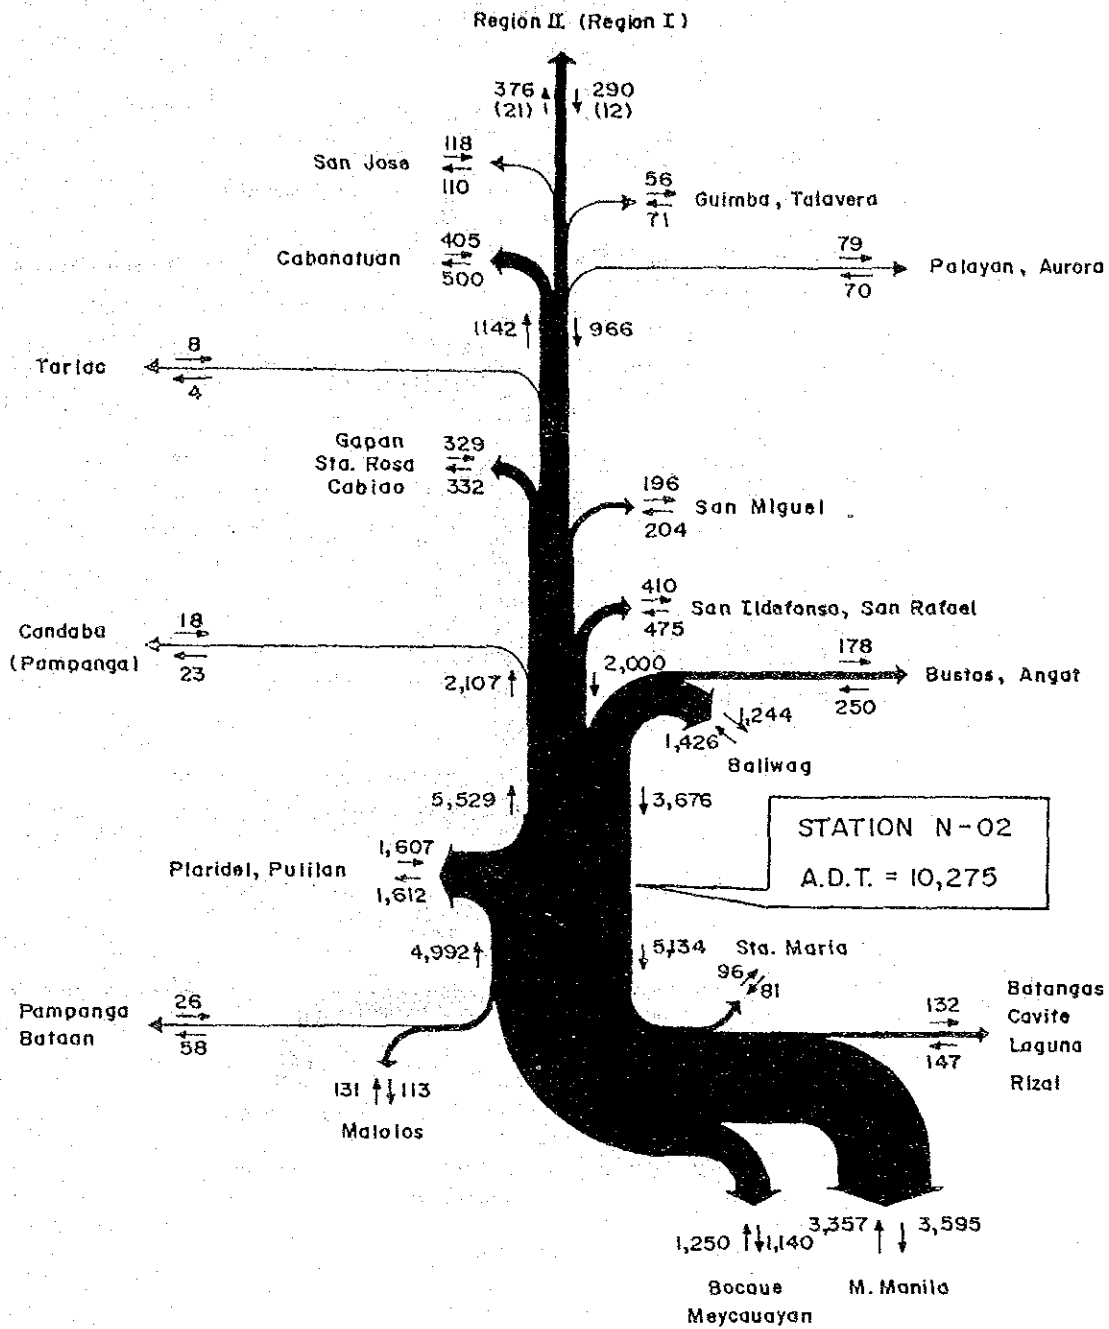 Region II (Region I)
376
290
(21)
(12)
118
San Jose
110
56
Guimba, Talavera
71
405
Cabanatuan
500
79
Palayan, Aurora
70
1142
966
8
Tarlac
4
Gapan
329
Sta. Rosa
Cabiao
332
196
San Miguel
204
410
San Ildefonso, San Rafael
475
18
Candaba
(Pampanga)
23
178
Bustos, Angat
250
2,107
2,000
1,244
1,426
Baliwag
5,529
3,676
STATION N-02
A.D.T. = 10,275
1,607
Plaridel, Pulilan
1,612
4,992
5,134
Sta. Maria
96
81
26
Pampanga
Bataan
58
132
Batangas
Cavite
147
Laguna
Rizal
131
113
Malolos
1,250
1,140
3,357
3,595
Bocaue
Meycauayan
M. Manila